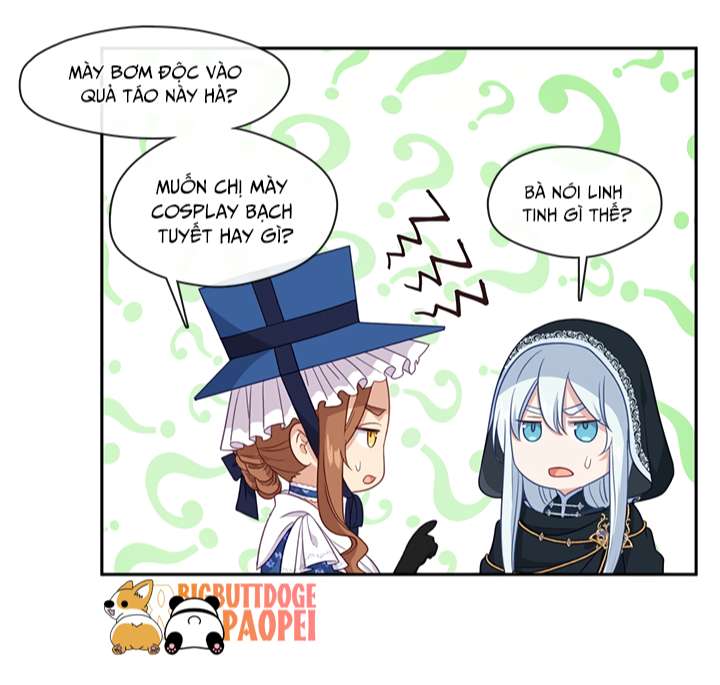 MÀY BƠM ĐỘC VÀO
QUẢ TÁO NÀY HẢ?
MUỐN CHỊ MÀY
COSPLAY BẠCH
TUYẾT HAY GÌ?
BÀ NÓI LINH
TINH GÌ THẾ?
BIGBUTTDOGE
PAOPEI